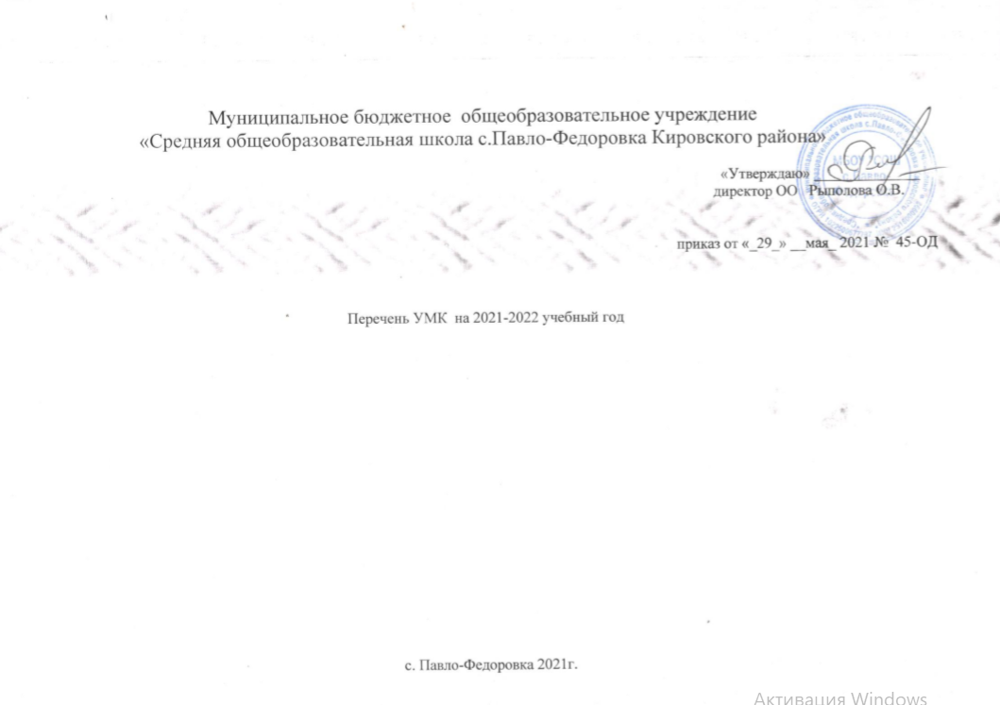 Муниципальное бюджетное общеобразовательное учреждение
«Средняя общеобразовательная школа с.Павло-Федоровка Кировского района»
«Утверждаю»
директор ОО Рыполова О.В.
приказ от «_29_» __мая_ 2021 № 45-ОД
Перечень УМК на 2021-2022 учебный год
с. Павло-Федоровка 2021г.
Активация Windows